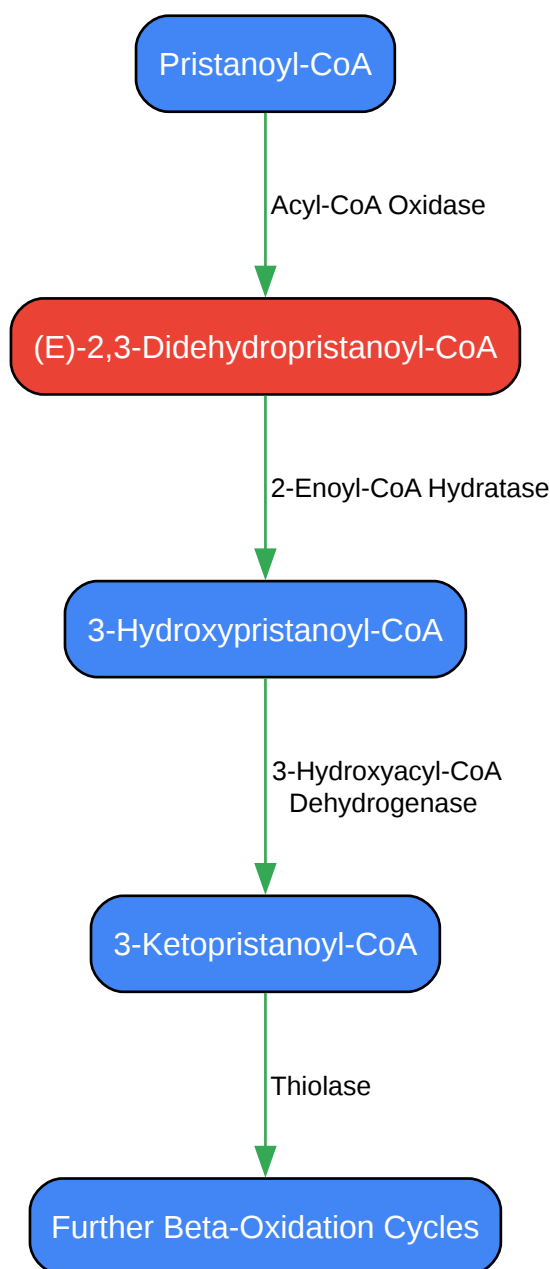 Pristanoyl-CoA
Acyl-CoA Oxidase
(E)-2,3-Didehydropristanoyl-CoA
2-Enoyl-CoA Hydratase
3-Hydroxypristanoyl-CoA
3-Hydroxyacyl-CoA
Dehydrogenase
3-Ketopristanoyl-CoA
Thiolase
Further Beta-Oxidation Cycles